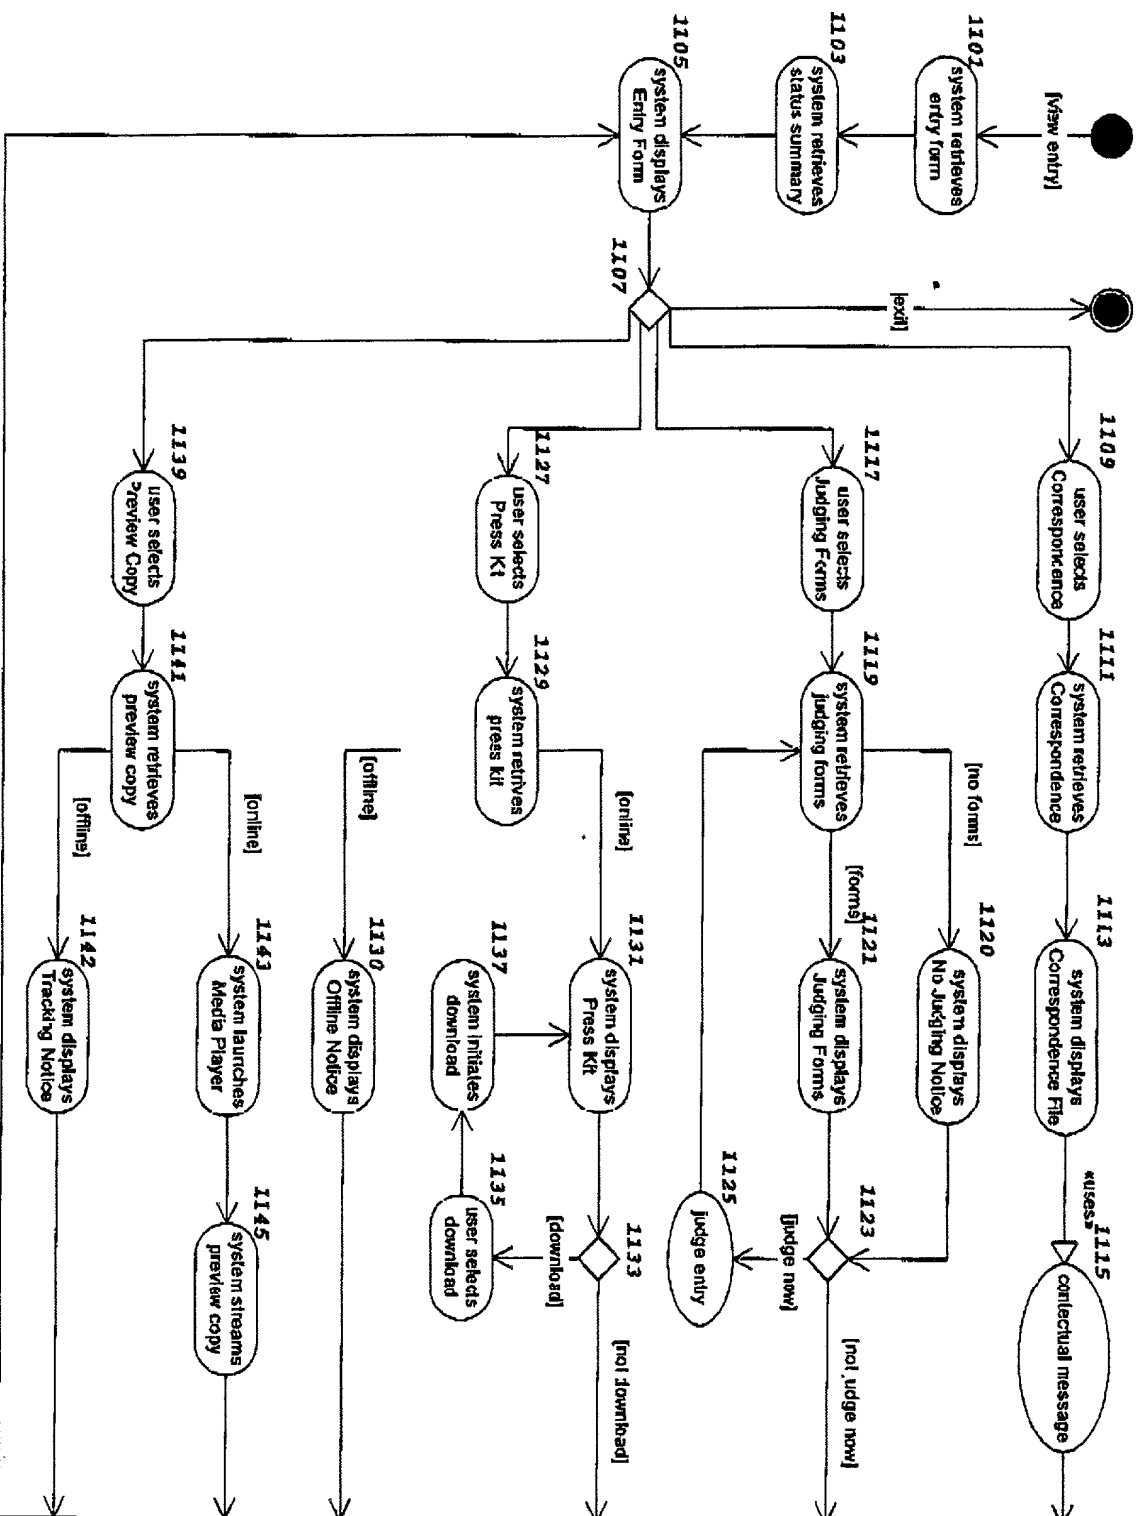 1101
system retrieves
entry form
[view entry]
1103
system retrieves
status summary
1105
system displays
Entry Form
1107
[exit]
1109
user selects
Correspondence
1111
system retrieves
Correspondence
1113
system displays
Correspondence File
«uses»
1115
contectual message
1117
user selects
Judging Forms
1119
system retrieves
judging forms
[no forms]
1120
system displays
No Judging Notice
[forms]
1121
system displays
Judging Forms
1123
[judge now]
[not judge now]
1125
judge entry
1127
user selects
Press Kit
1129
system retrives
press kit
[online]
1131
system displays
Press Kit
1133
[download]
[not download]
1135
user selects
download
1137
system initiates
download
[offline]
1130
system displays
Offline Notice
1139
user selects
Preview Copy
1141
system retrieves
preview copy
[online]
1143
system launches
Media Player
1145
system streams
preview copy
[offline]
1142
system displays
Tracking Notice